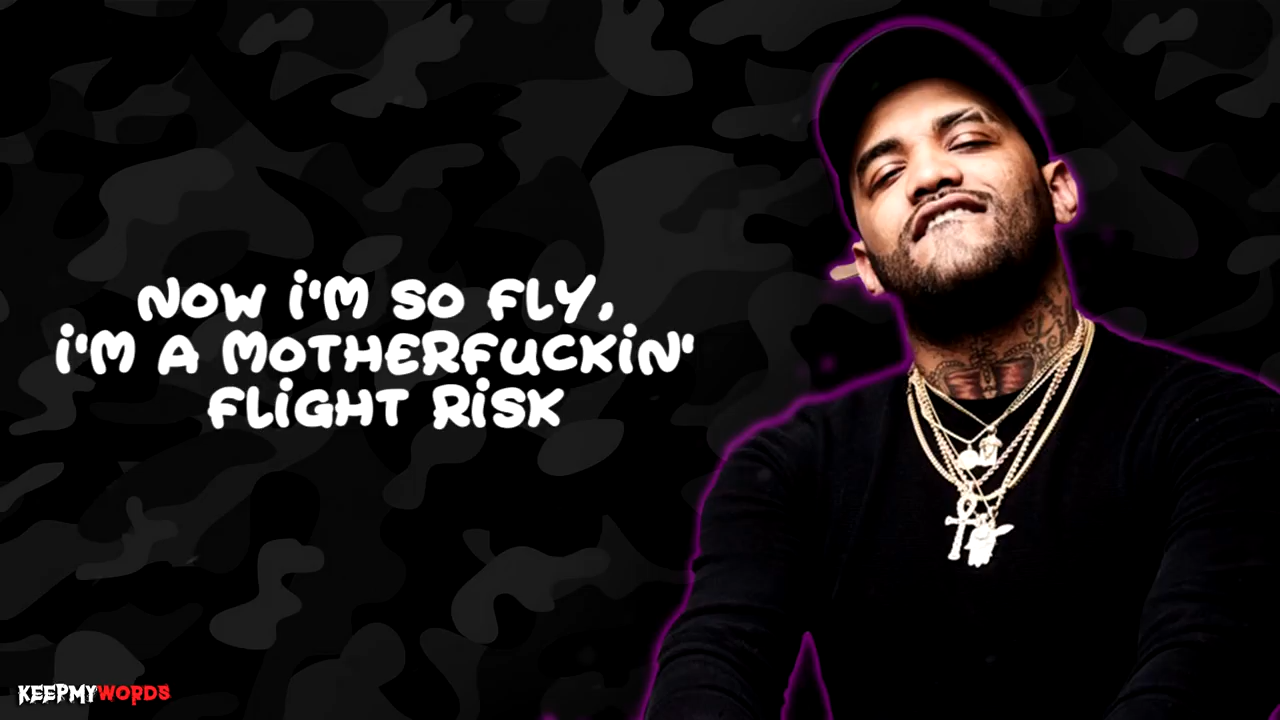 NOW I'M SO FLY,
I'M A MOTHERFUCKIN'
FLIGHT RISK
KEEPMYWORDS